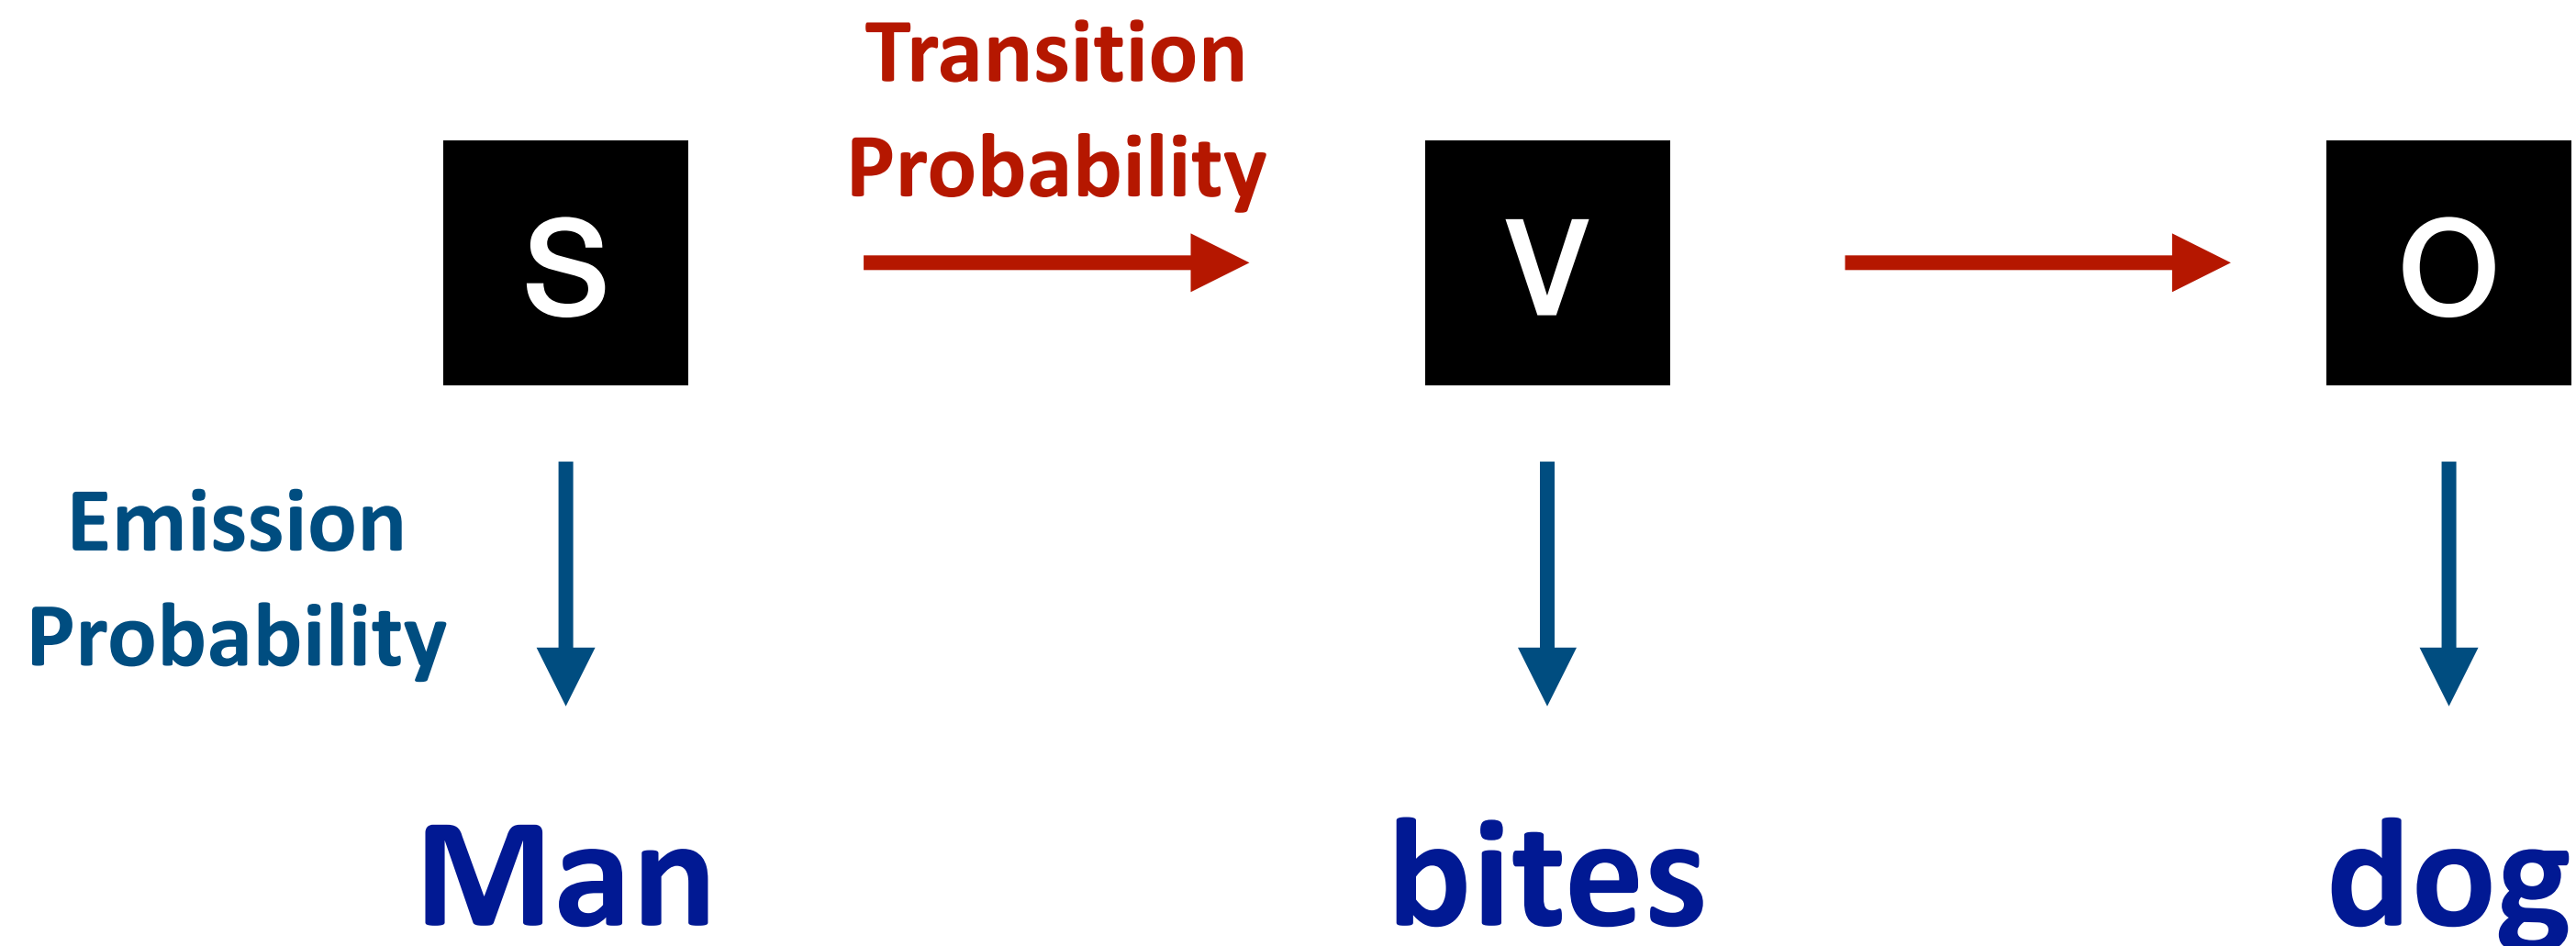 Transition
Probability
S
V
O
Emission
Probability
Man
bites
dog